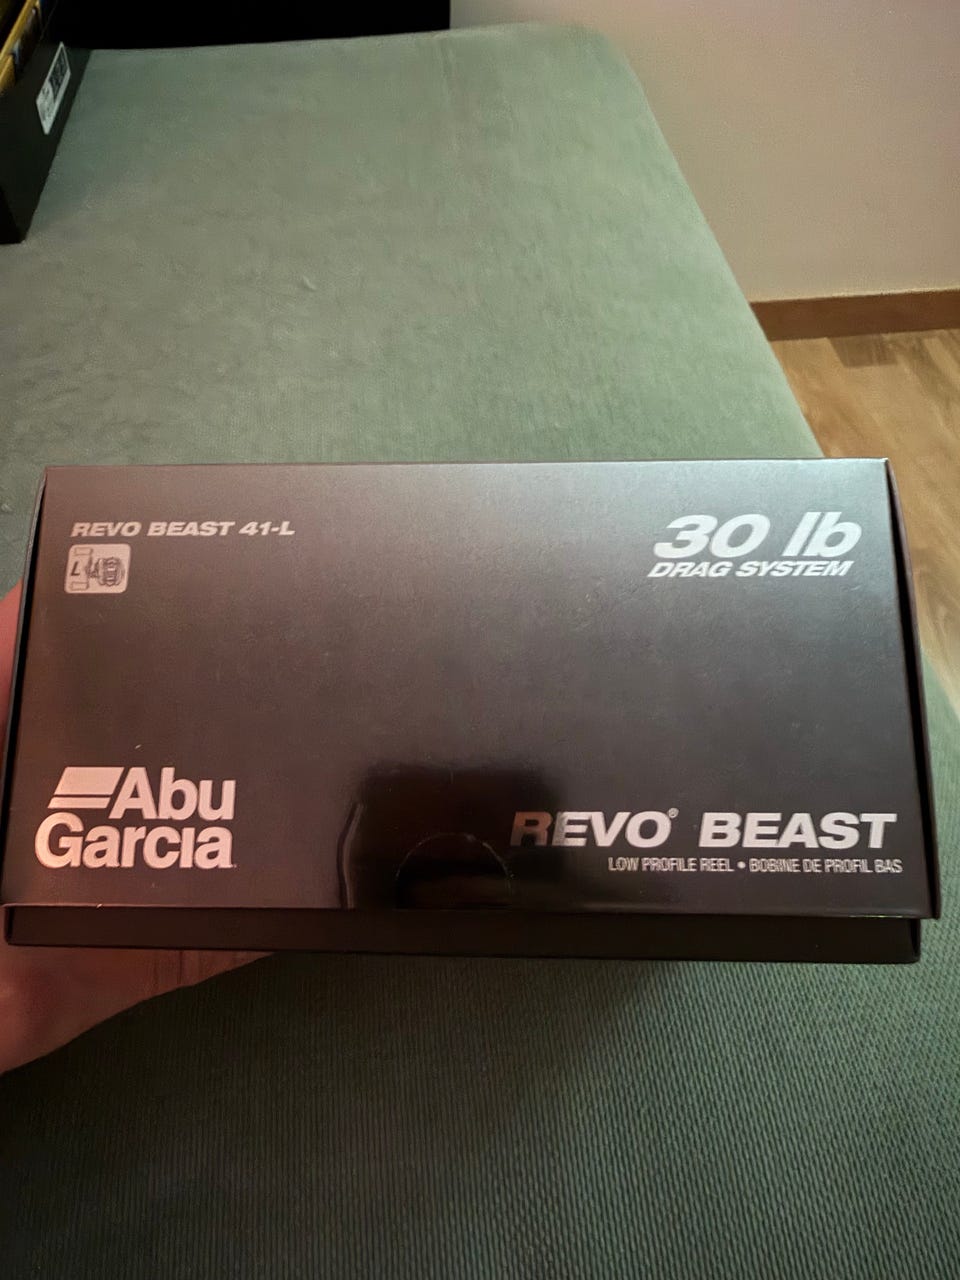 REVO BEAST 41-L
L
30 lb
DRAG SYSTEM
Abu
Garcia
REVO® BEAST
LOW PROFILE REEL • BOBINE DE PROFIL BAS